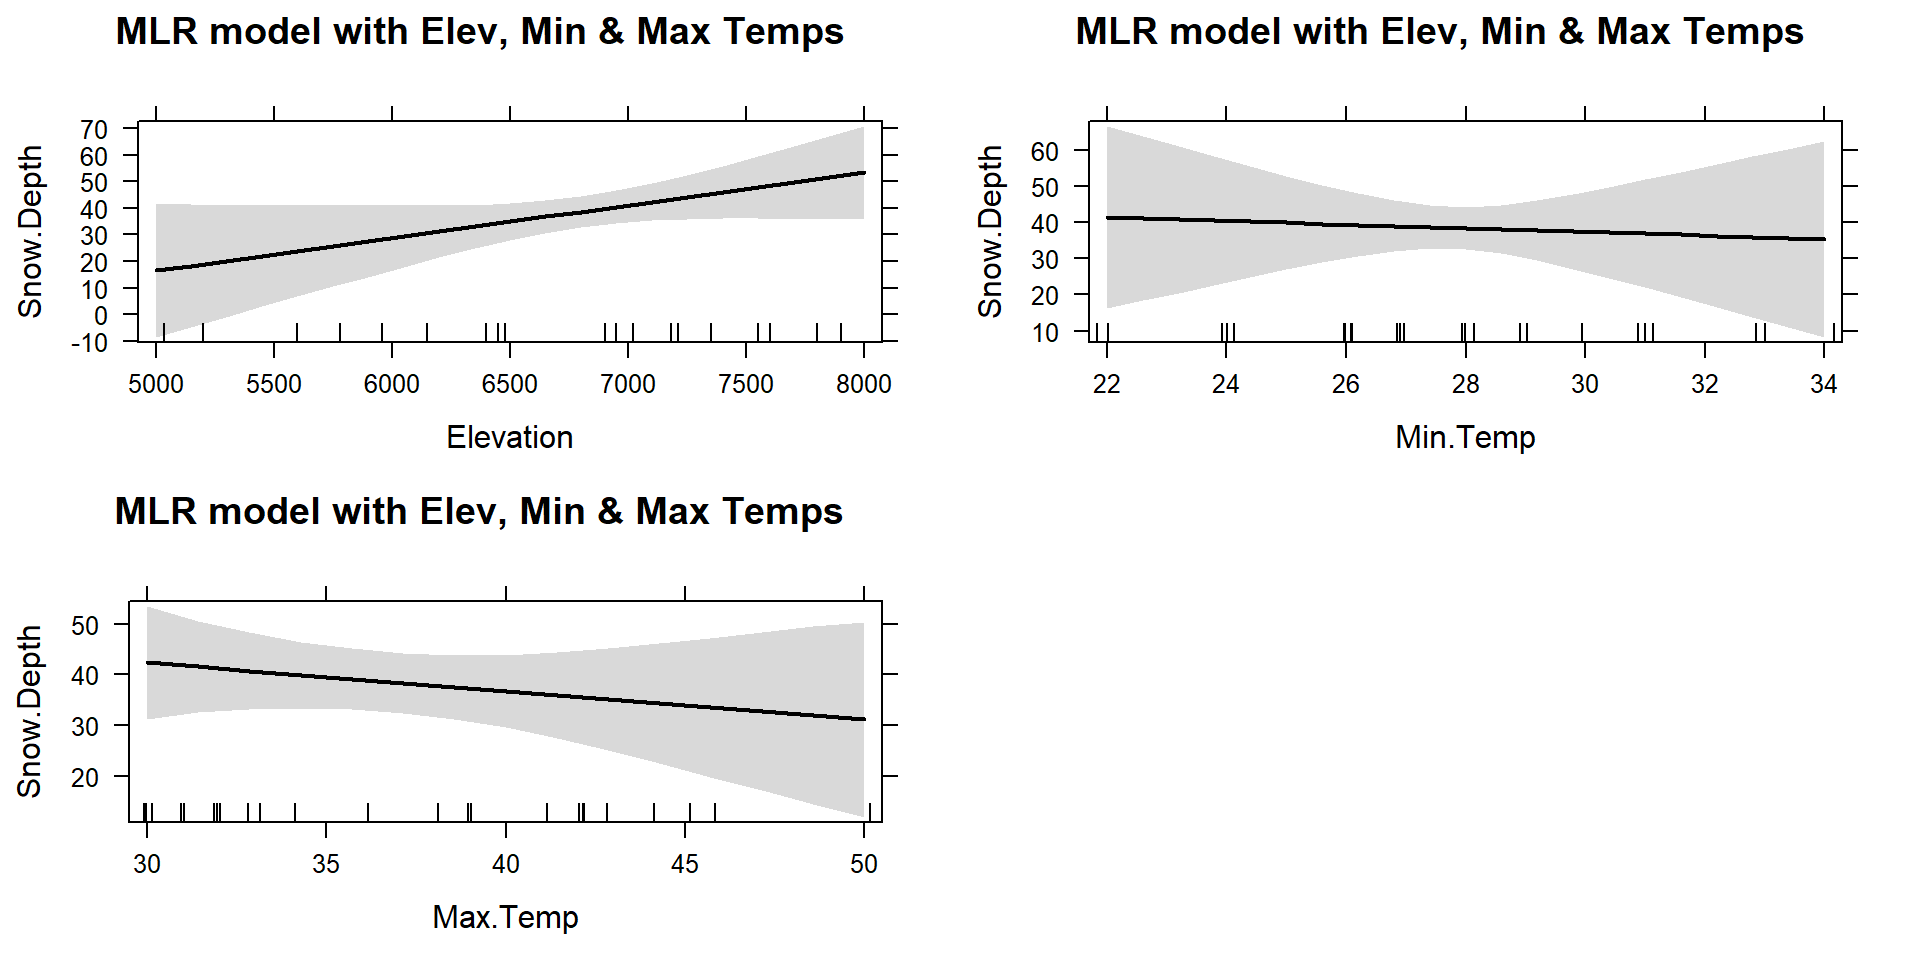 MLR model with Elev, Min & Max Temps
Snow.Depth
70
60
50
40
30
20
10
0
-10
5000 5500 6000 6500 7000 7500 8000
Elevation
MLR model with Elev, Min & Max Temps
Snow.Depth
60
50
40
30
20
10
22 24 26 28 30 32 34
Min.Temp
MLR model with Elev, Min & Max Temps
Snow.Depth
50
40
30
20
30 35 40 45 50
Max.Temp